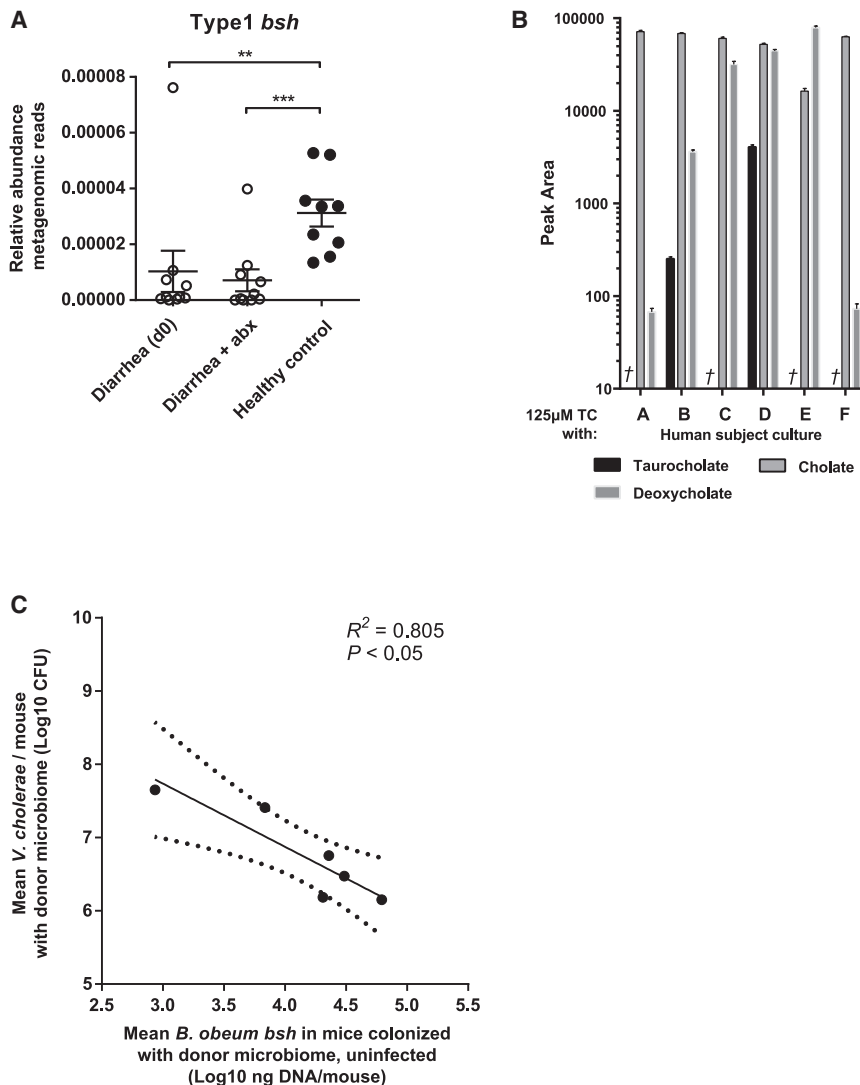 A
Type1 bsh
**
***
Relative abundance
metagenomic reads
0.00008
0.00006
0.00004
0.00002
0.00000
Diarrhea (d0)
Diarrhea + abx
Healthy control
B
Peak Area
100000
10000
1000
100
10
† † † †
A B C D E F
125µM TC
with:
Human subject culture
Taurocholate
Cholate
Deoxycholate
C
R² = 0.805
P < 0.05
Mean V. cholerae / mouse
with donor microbiome (Log10 CFU)
10
9
8
7
6
5
2.5 3.0 3.5 4.0 4.5 5.0 5.5
Mean B. obeum bsh in mice colonized
with donor microbiome, uninfected
(Log10 ng DNA/mouse)